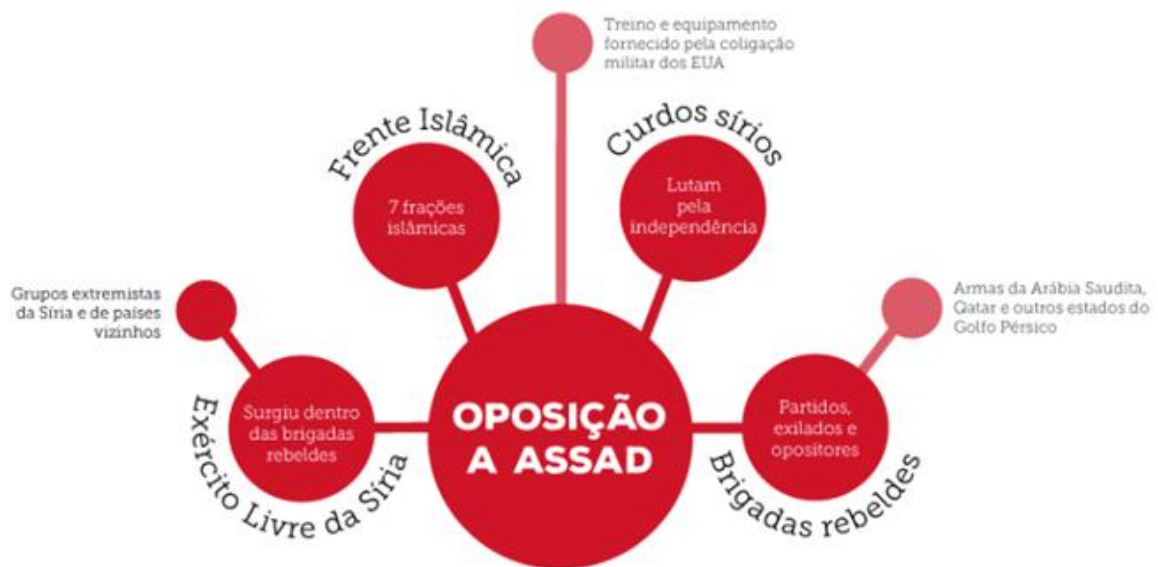 Treino e equipamento
fornecido pela coligação
militar dos EUA
Frente Islâmica
7 frações
islâmicas
Curdos sírios
Lutam
pela
independência
Grupos extremistas
da Síria e de países
vizinhos
Surgiu dentro
das brigadas
rebeldes
Exército Livre da Síria
OPOSIÇÃO
A ASSAD
Partidos,
exilados e
opositores
Brigadas rebeldes
Armas da Arábia Saudita,
Qatar e outros estados do
Golfo Pérsico